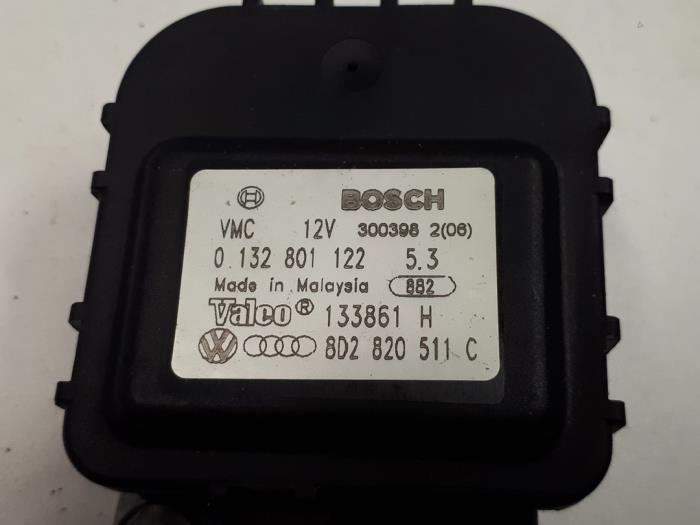 BOSCH
VMC 12V 300398 2(06)
0 132 801 122 5.3
Made in Malaysia 882
Valeo® 133861 H
8D2 820 511 C